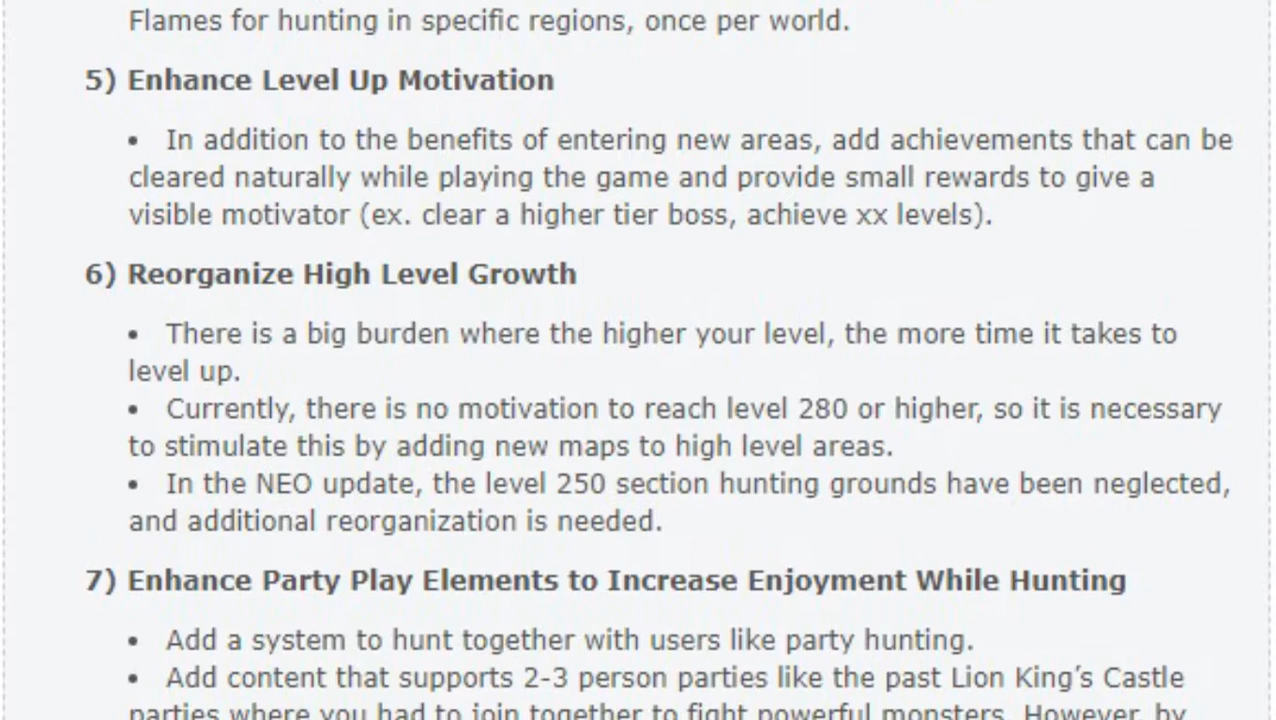 Flames for hunting in specific regions, once per world.
5) Enhance Level Up Motivation
• In addition to the benefits of entering new areas, add achievements that can be
cleared naturally while playing the game and provide small rewards to give a
visible motivator (ex. clear a higher tier boss, achieve xx levels).
6) Reorganize High Level Growth
• There is a big burden where the higher your level, the more time it takes to
level up.
• Currently, there is no motivation to reach level 280 or higher, so it is necessary
to stimulate this by adding new maps to high level areas.
• In the NEO update, the level 250 section hunting grounds have been neglected,
and additional reorganization is needed.
7) Enhance Party Play Elements to Increase Enjoyment While Hunting
• Add a system to hunt together with users like party hunting.
• Add content that supports 2-3 person parties like the past Lion King’s Castle
parties where you had to join together to fight powerful monsters. However, by